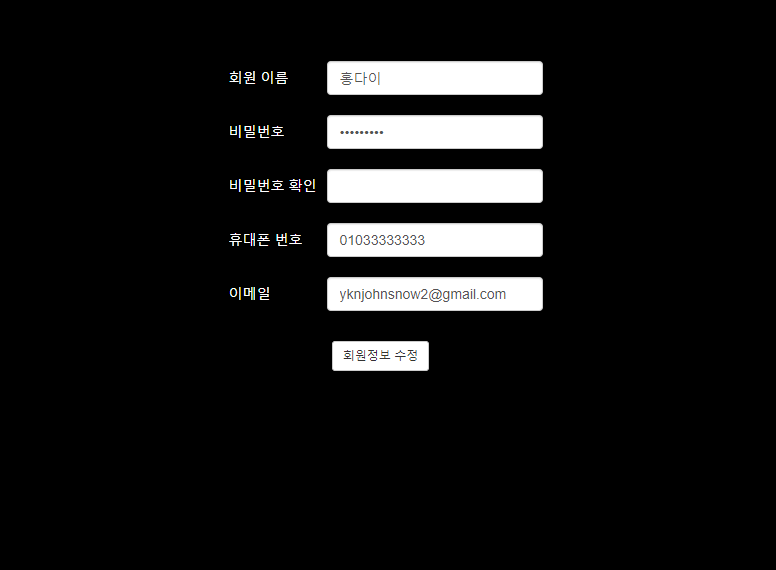 회원 이름 홍다이
비밀번호 •••••••••
비밀번호 확인
휴대폰 번호 01033333333
이메일 yknjohnsnow2@gmail.com
회원정보 수정